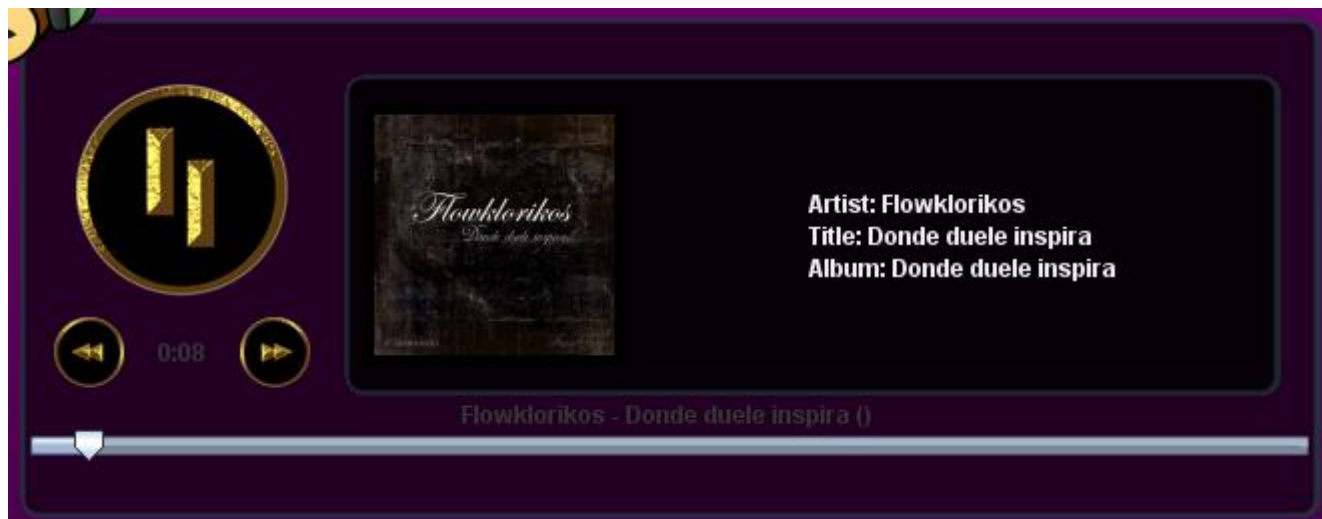 Flowklorikos
Donde duele inspira
Artist: Flowklorikos
Title: Donde duele inspira
Album: Donde duele inspira
0:08
Flowklorikos - Donde duele inspira ()